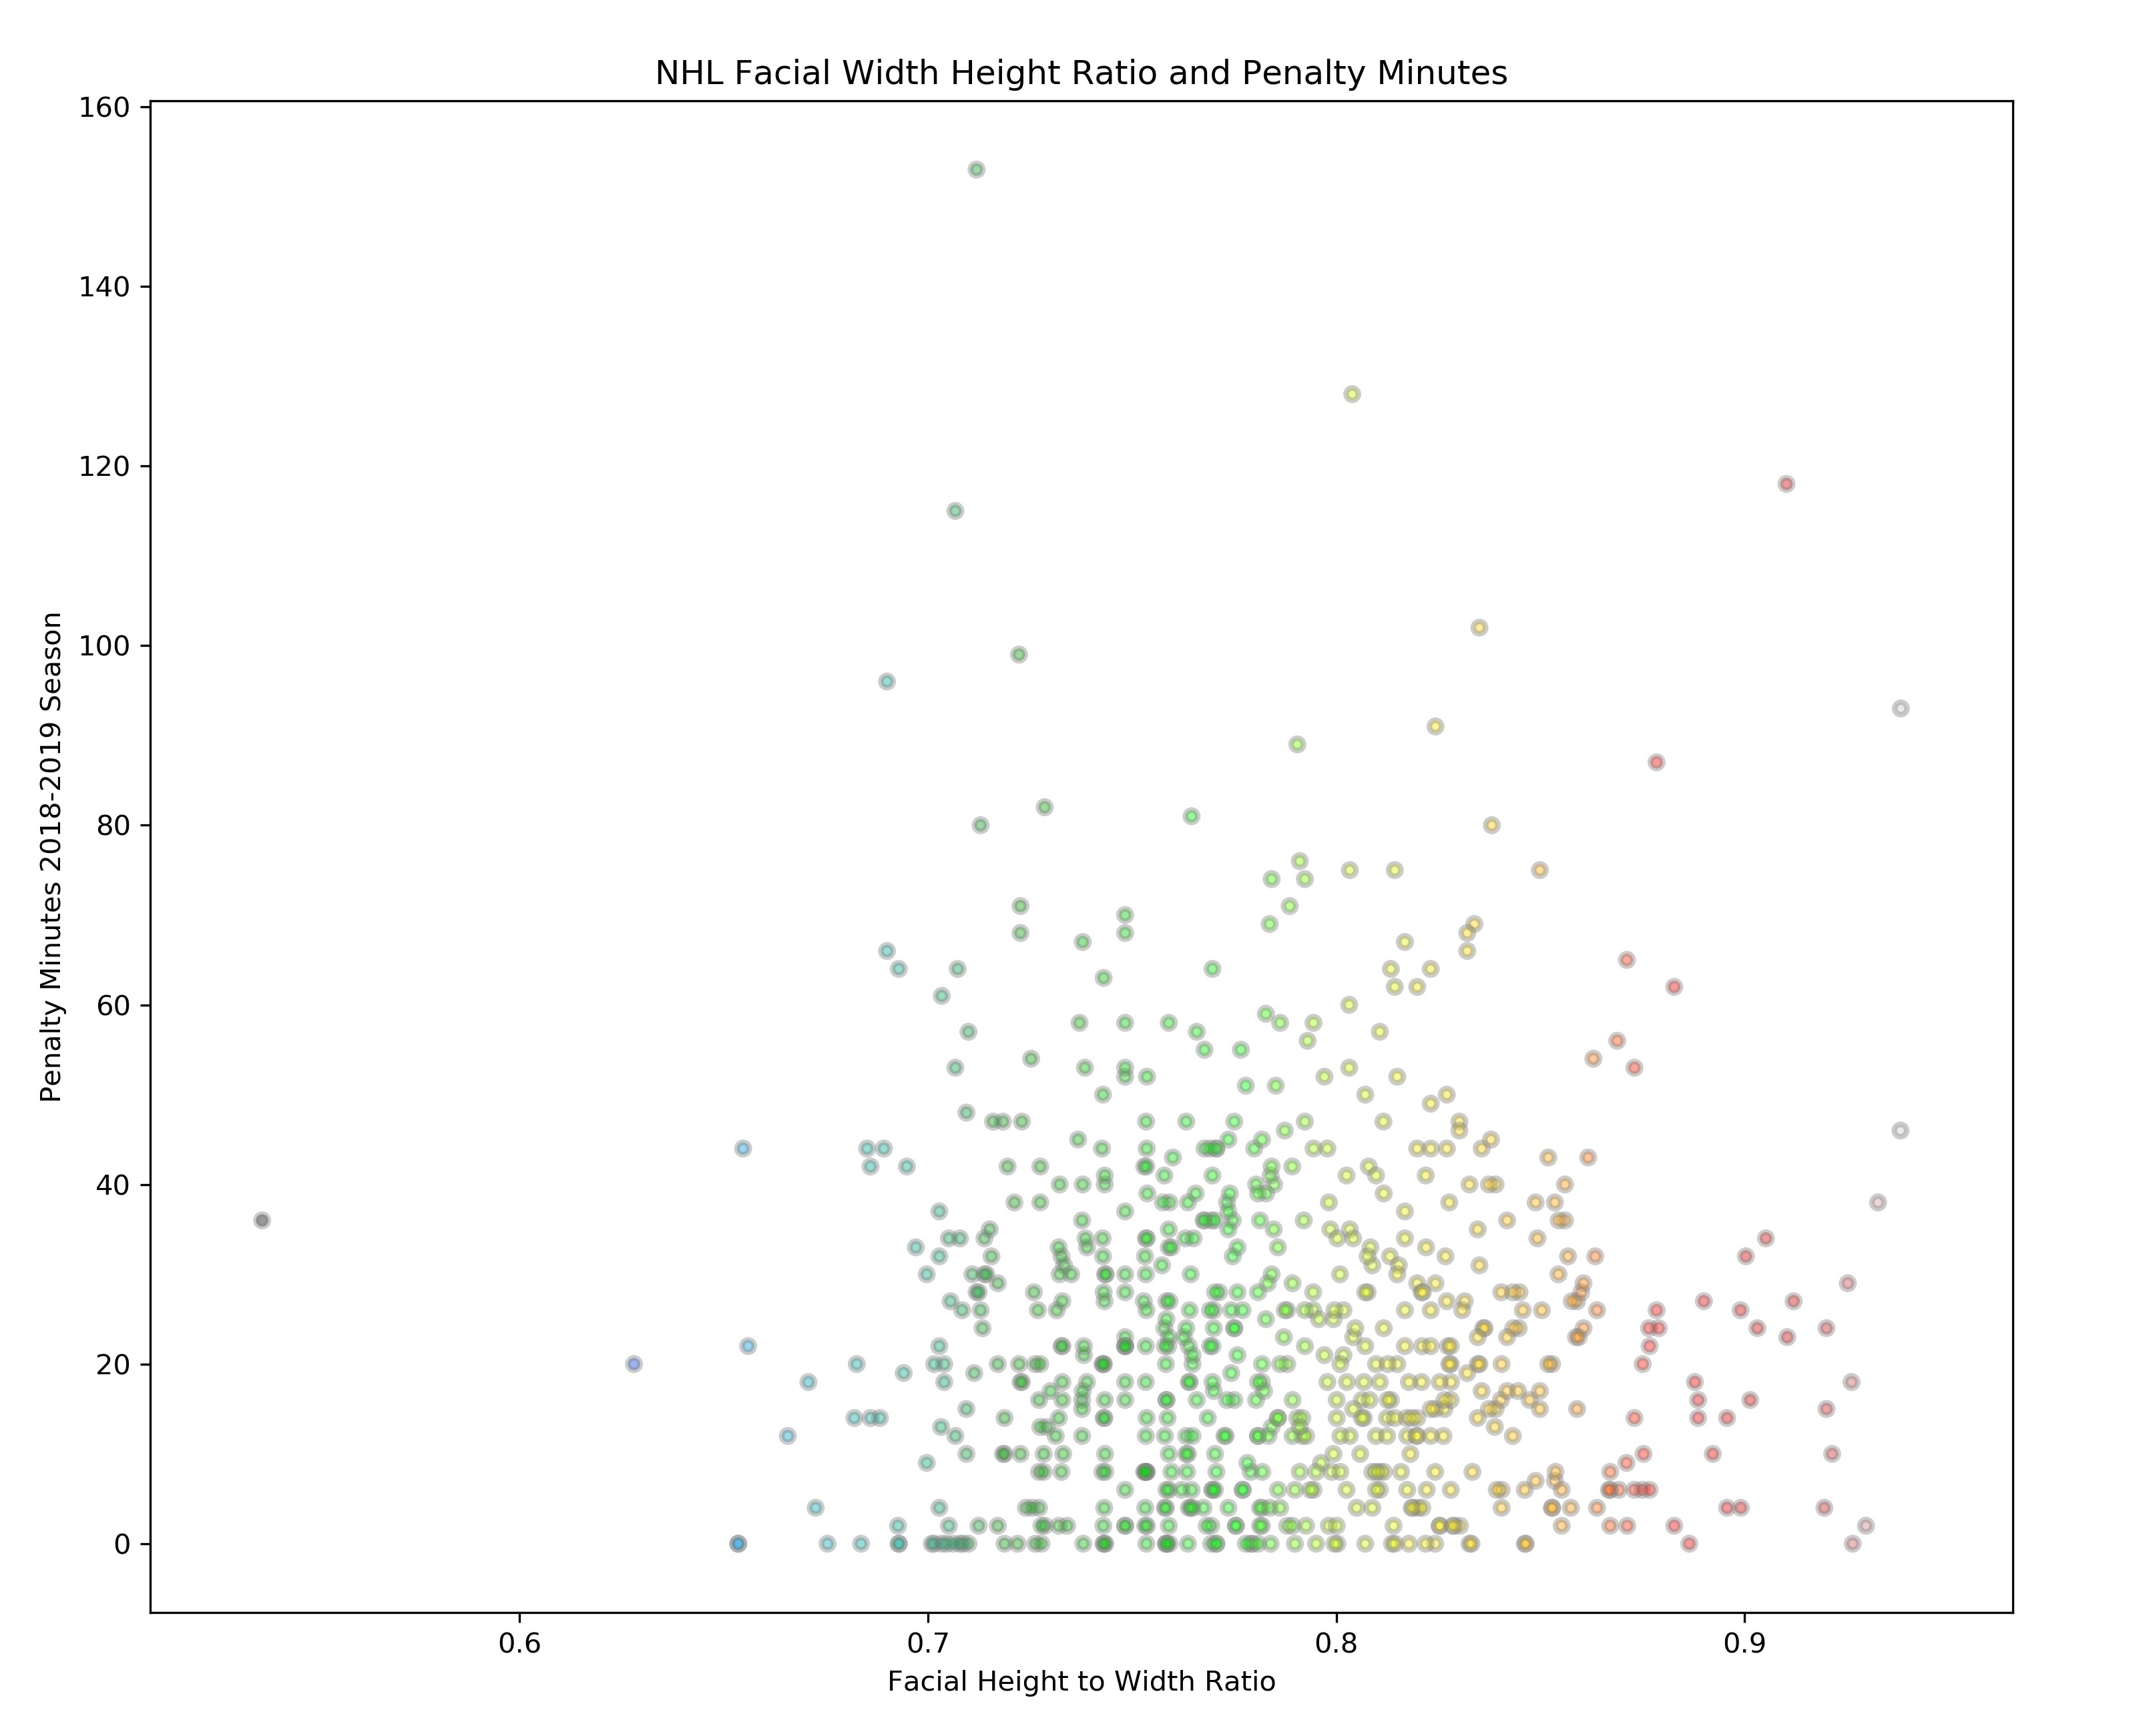 NHL Facial Width Height Ratio and Penalty Minutes
160
140
120
100
80
60
40
20
0
Penalty Minutes 2018-2019 Season
0.6 0.7 0.8 0.9
Facial Height to Width Ratio